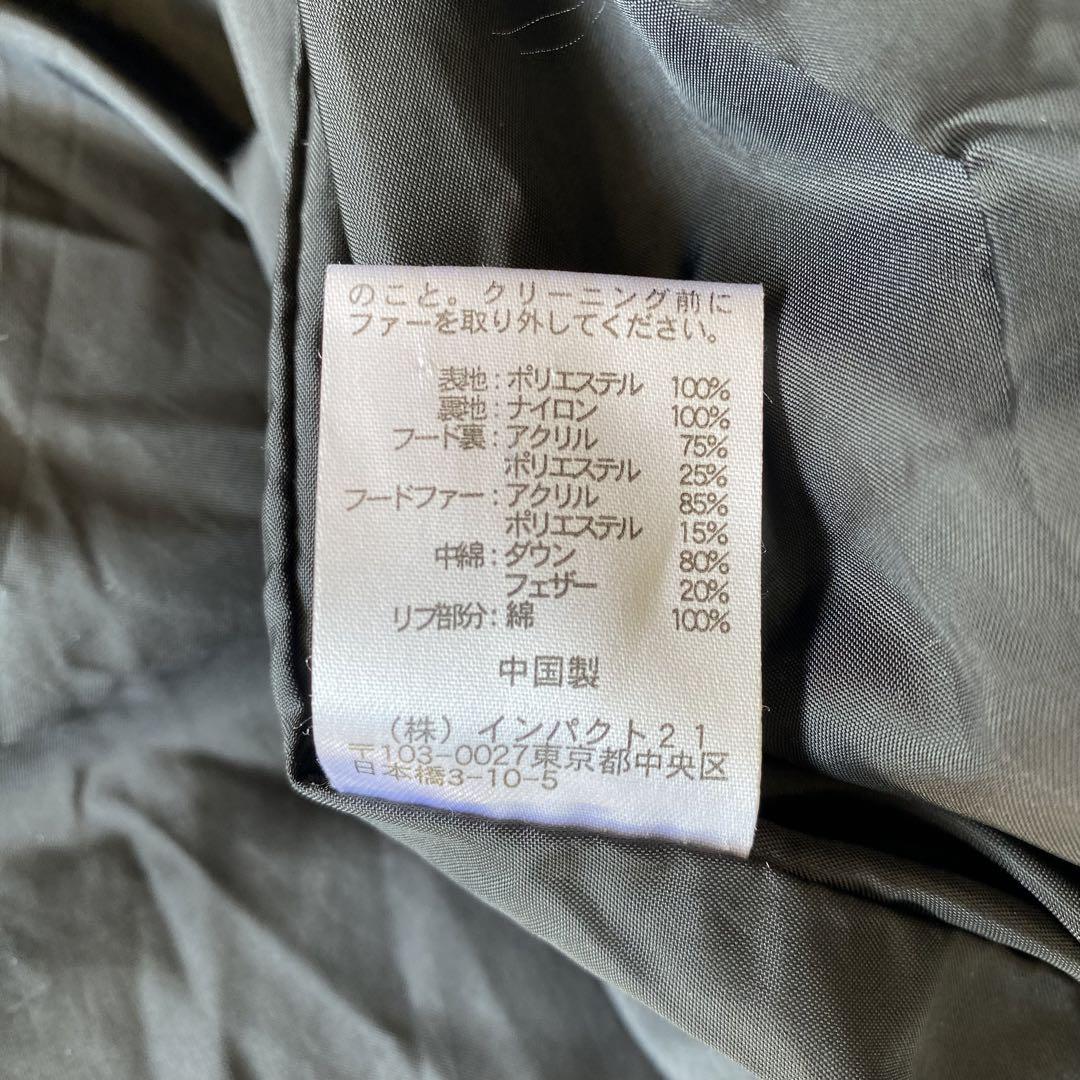 のこと。クリーニング前に
ファーを取り外してください。
表地:ポリエステル 100%
裏地:ナイロン 100%
フード裏:アクリル 75%
ポリエステル 25%
フードファー:アクリル 85%
ポリエステル 15%
中綿:ダウン 80%
フェザー 20%
リブ部分:綿 100%
中国製
(株)インパクト21
〒103-0027東京都中央区
日本橋3-10-5